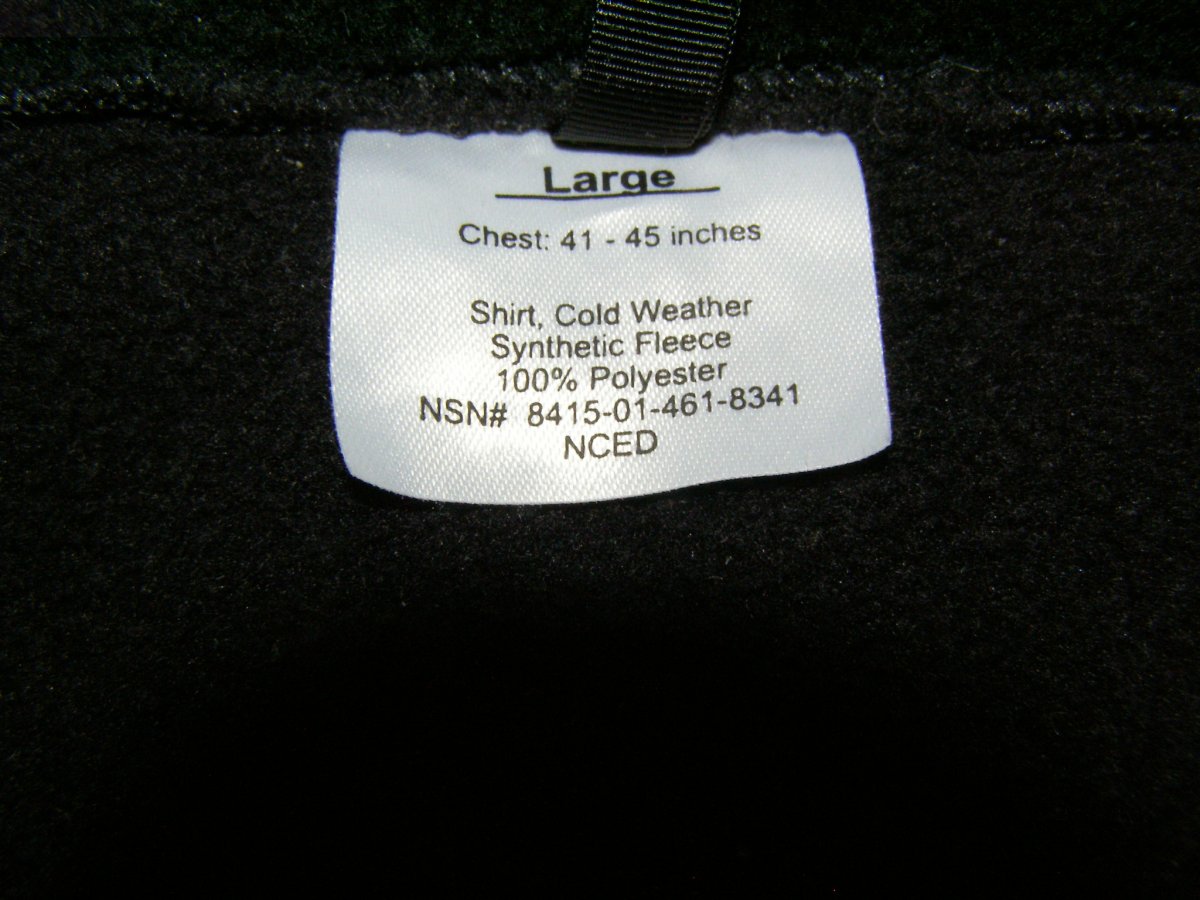 Large
Chest: 41 - 45 inches
Shirt, Cold Weather
Synthetic Fleece
100% Polyester
NSN# 8415-01-461-8341
NCED